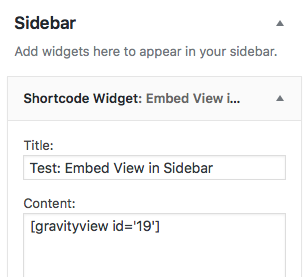 Sidebar
Add widgets here to appear in your sidebar.
Shortcode Widget: Embed View i...
Title:
Test: Embed View in Sidebar
Content:
[gravityview id='19']